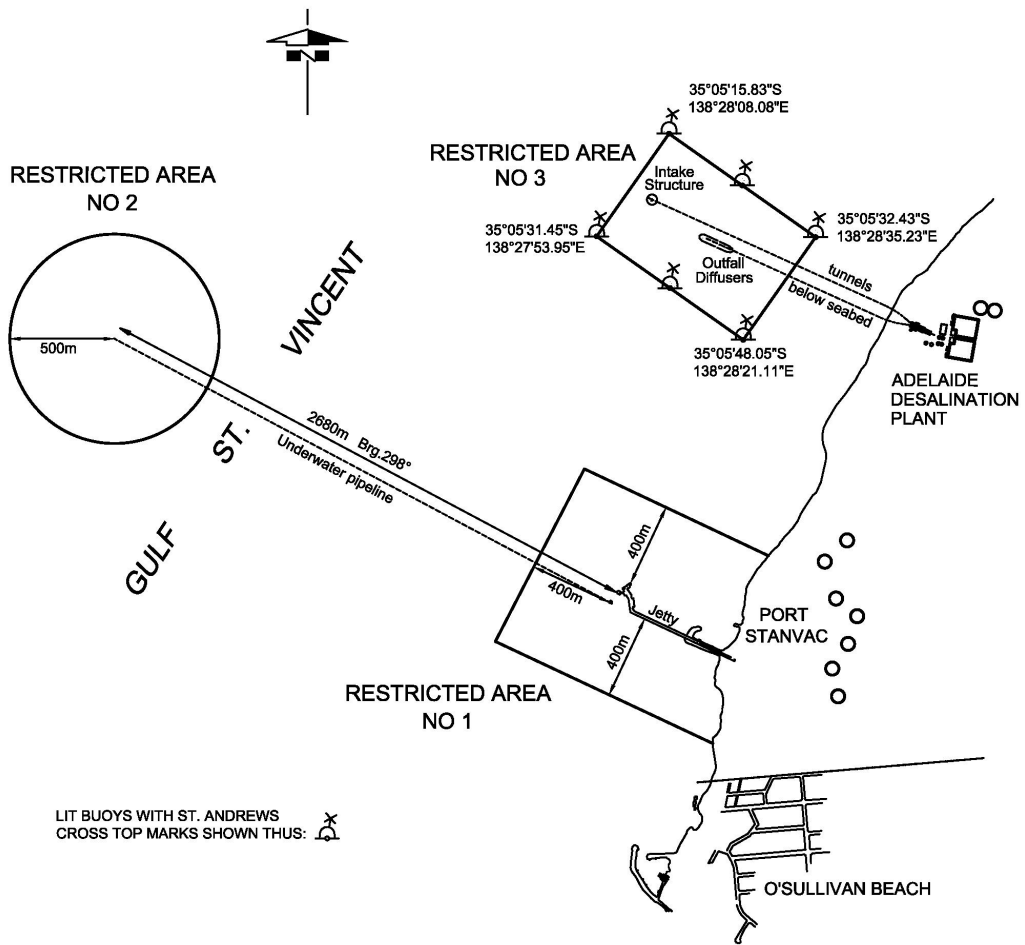 N
35°05'15.83"S
138°28'08.08"E
RESTRICTED AREA
NO 3
RESTRICTED AREA
NO 2
Intake
Structure
35°05'31.45"S
138°27'53.95"E
35°05'32.43"S
138°28'35.23"E
Outfall
Diffusers
tunnels
below seabed
35°05'48.05"S
138°28'21.11"E
ADELAIDE
DESALINATION
PLANT
500m
GULF ST. VINCENT
2680m Brg.298°
Underwater pipeline
400m
400m
Jetty
400m
PORT
STANVAC
RESTRICTED AREA
NO 1
LIT BUOYS WITH ST. ANDREWS
CROSS TOP MARKS SHOWN THUS:
O'SULLIVAN BEACH